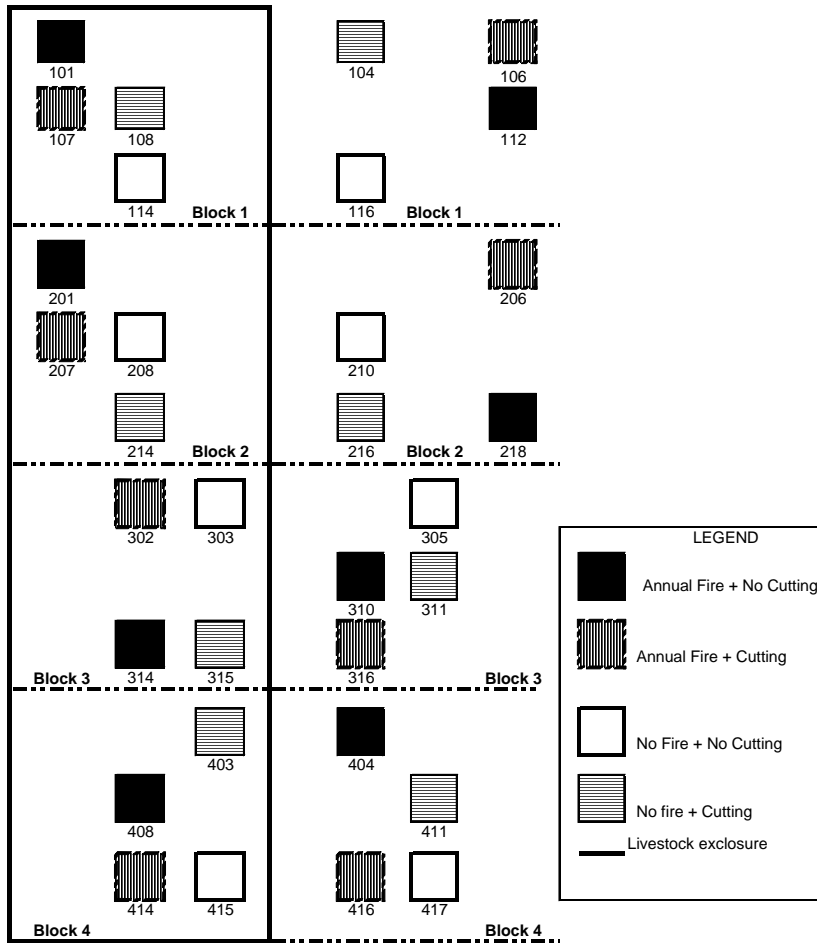 101 104 106
107 108 112
114 Block 1 116 Block 1
201 206
207 208 210
214 Block 2 216 Block 2 218
302 303 305
310 311
Block 3 314 315 316 Block 3
403 404
408 411
414 415 416 417
Block 4 Block 4
LEGEND
Annual Fire + No Cutting
Annual Fire + Cutting
No Fire + No Cutting
No fire + Cutting
Livestock exclosure